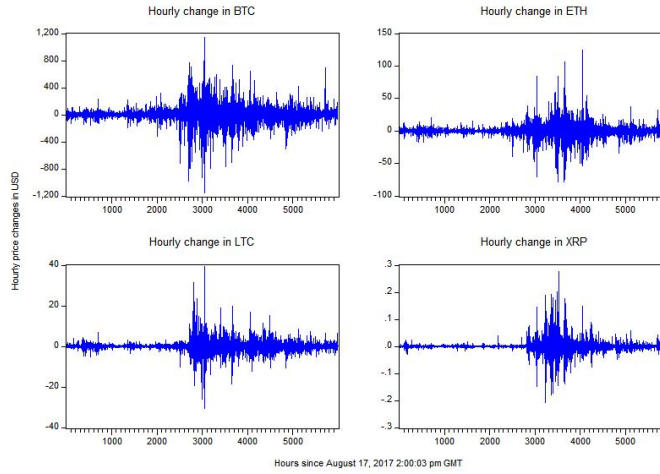 Hourly change in BTC
1,200
800
400
0
-400
-800
-1,200
1000 2000 3000 4000 5000
Hourly change in ETH
150
100
50
0
-50
-100
1000 2000 3000 4000 5000
Hourly price changes in USD
Hourly change in LTC
40
20
0
-20
-40
1000 2000 3000 4000 5000
Hourly change in XRP
.3
.2
.1
.0
-.1
-.2
-.3
1000 2000 3000 4000 5000
Hours since August 17, 2017 2:00:03 pm GMT